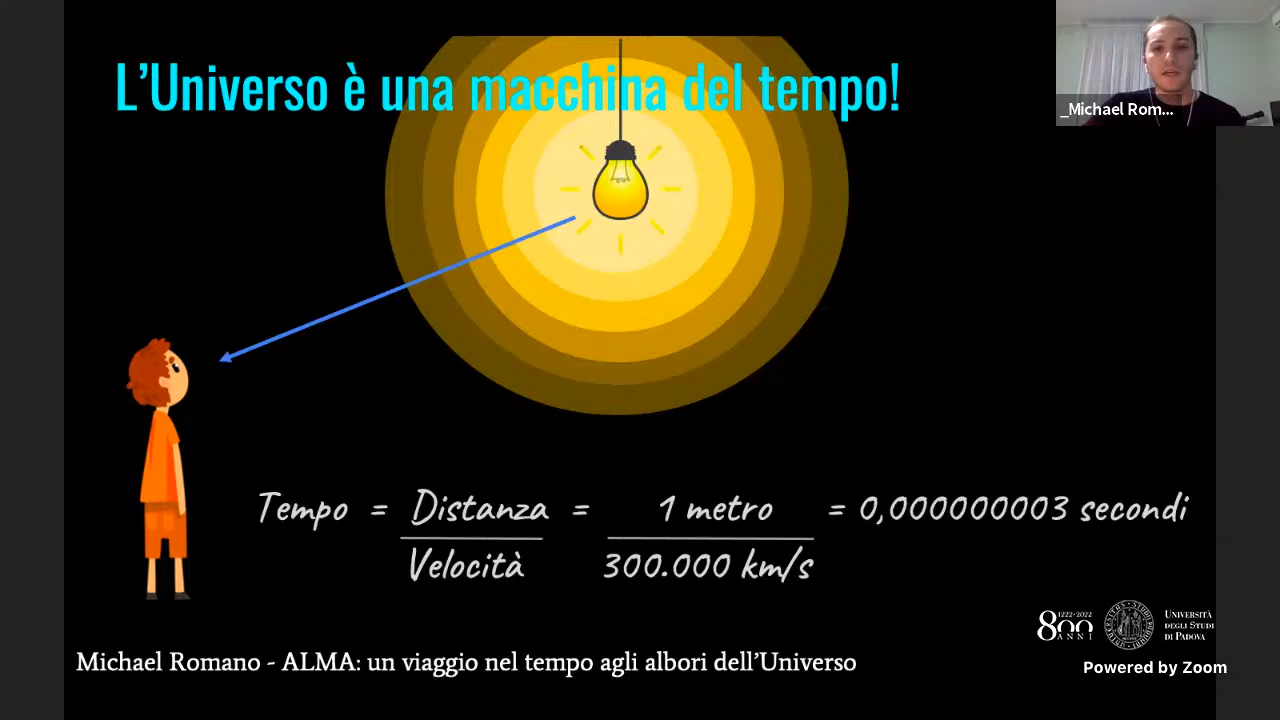 L'Universo è una macchina del tempo!
_Michael Rom...
Tempo = Distanza = 1 metro = 0,000000003 secondi
Velocità 300.000 km/s
1222·2022
800
ANNI
UNIVERSITÀ
DEGLI STUDI
DI PADOVA
Michael Romano - ALMA: un viaggio nel tempo agli albori dell'Universo
Powered by Zoom